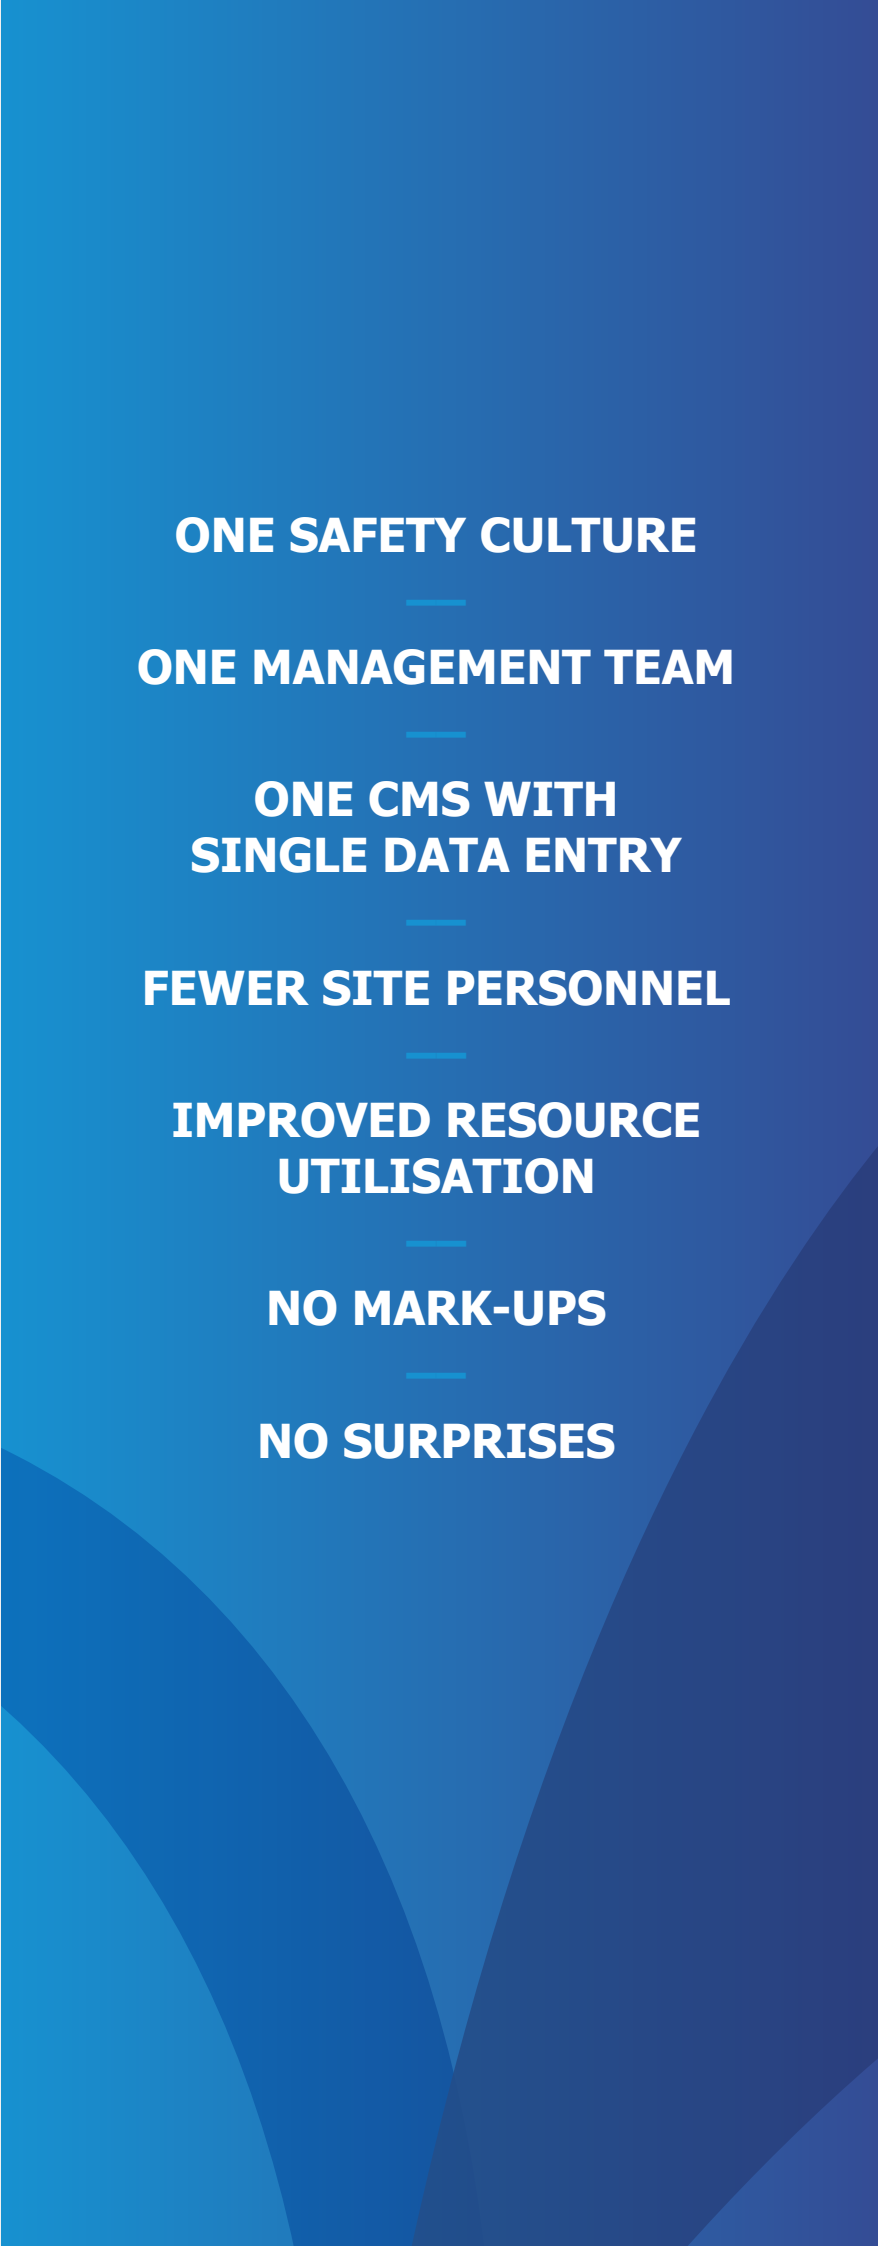 ONE SAFETY CULTURE
ONE MANAGEMENT TEAM
ONE CMS WITH
SINGLE DATA ENTRY
FEWER SITE PERSONNEL
IMPROVED RESOURCE
UTILISATION
NO MARK-UPS
NO SURPRISES